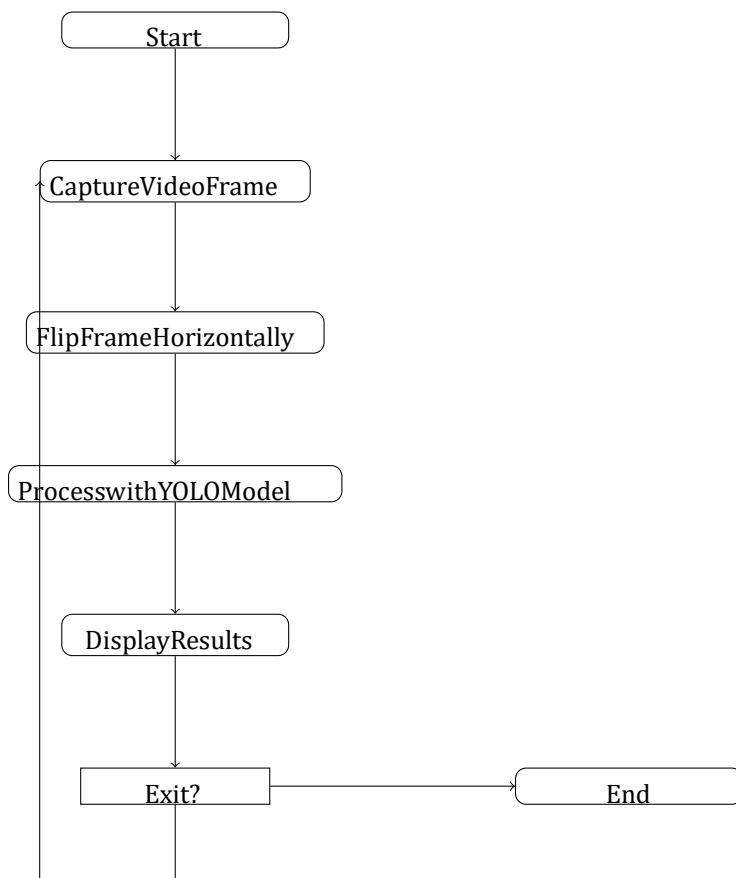 Start
CaptureVideoFrame
FlipFrameHorizontally
ProcesswithYOLOModel
DisplayResults
Exit?
End